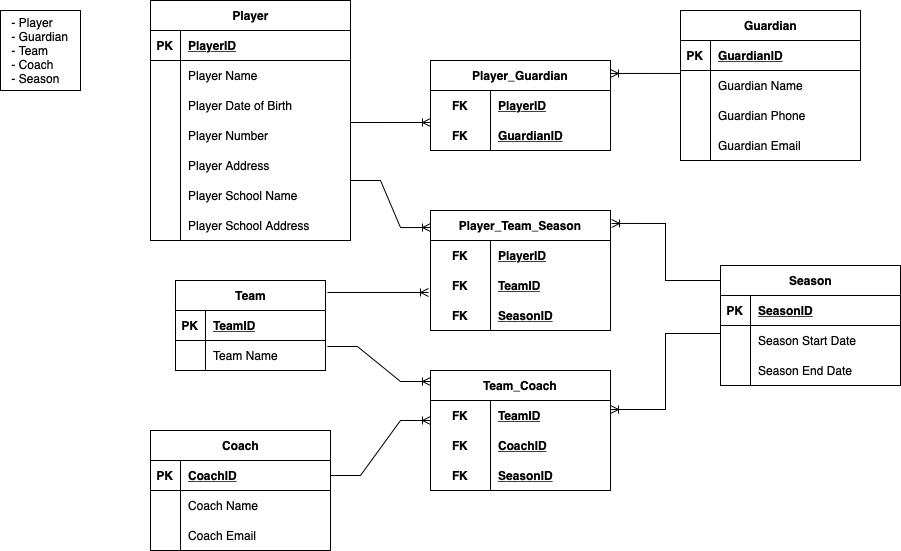 - Player
- Guardian
- Team
- Coach
- Season
Player
PK PlayerID
Player Name
Player Date of Birth
Player Number
Player Address
Player School Name
Player School Address
Player_Guardian
FK PlayerID
FK GuardianID
Guardian
PK GuardianID
Guardian Name
Guardian Phone
Guardian Email
Player_Team_Season
FK PlayerID
FK TeamID
FK SeasonID
Team
PK TeamID
Team Name
Season
PK SeasonID
Season Start Date
Season End Date
Team_Coach
FK TeamID
FK CoachID
FK SeasonID
Coach
PK CoachID
Coach Name
Coach Email